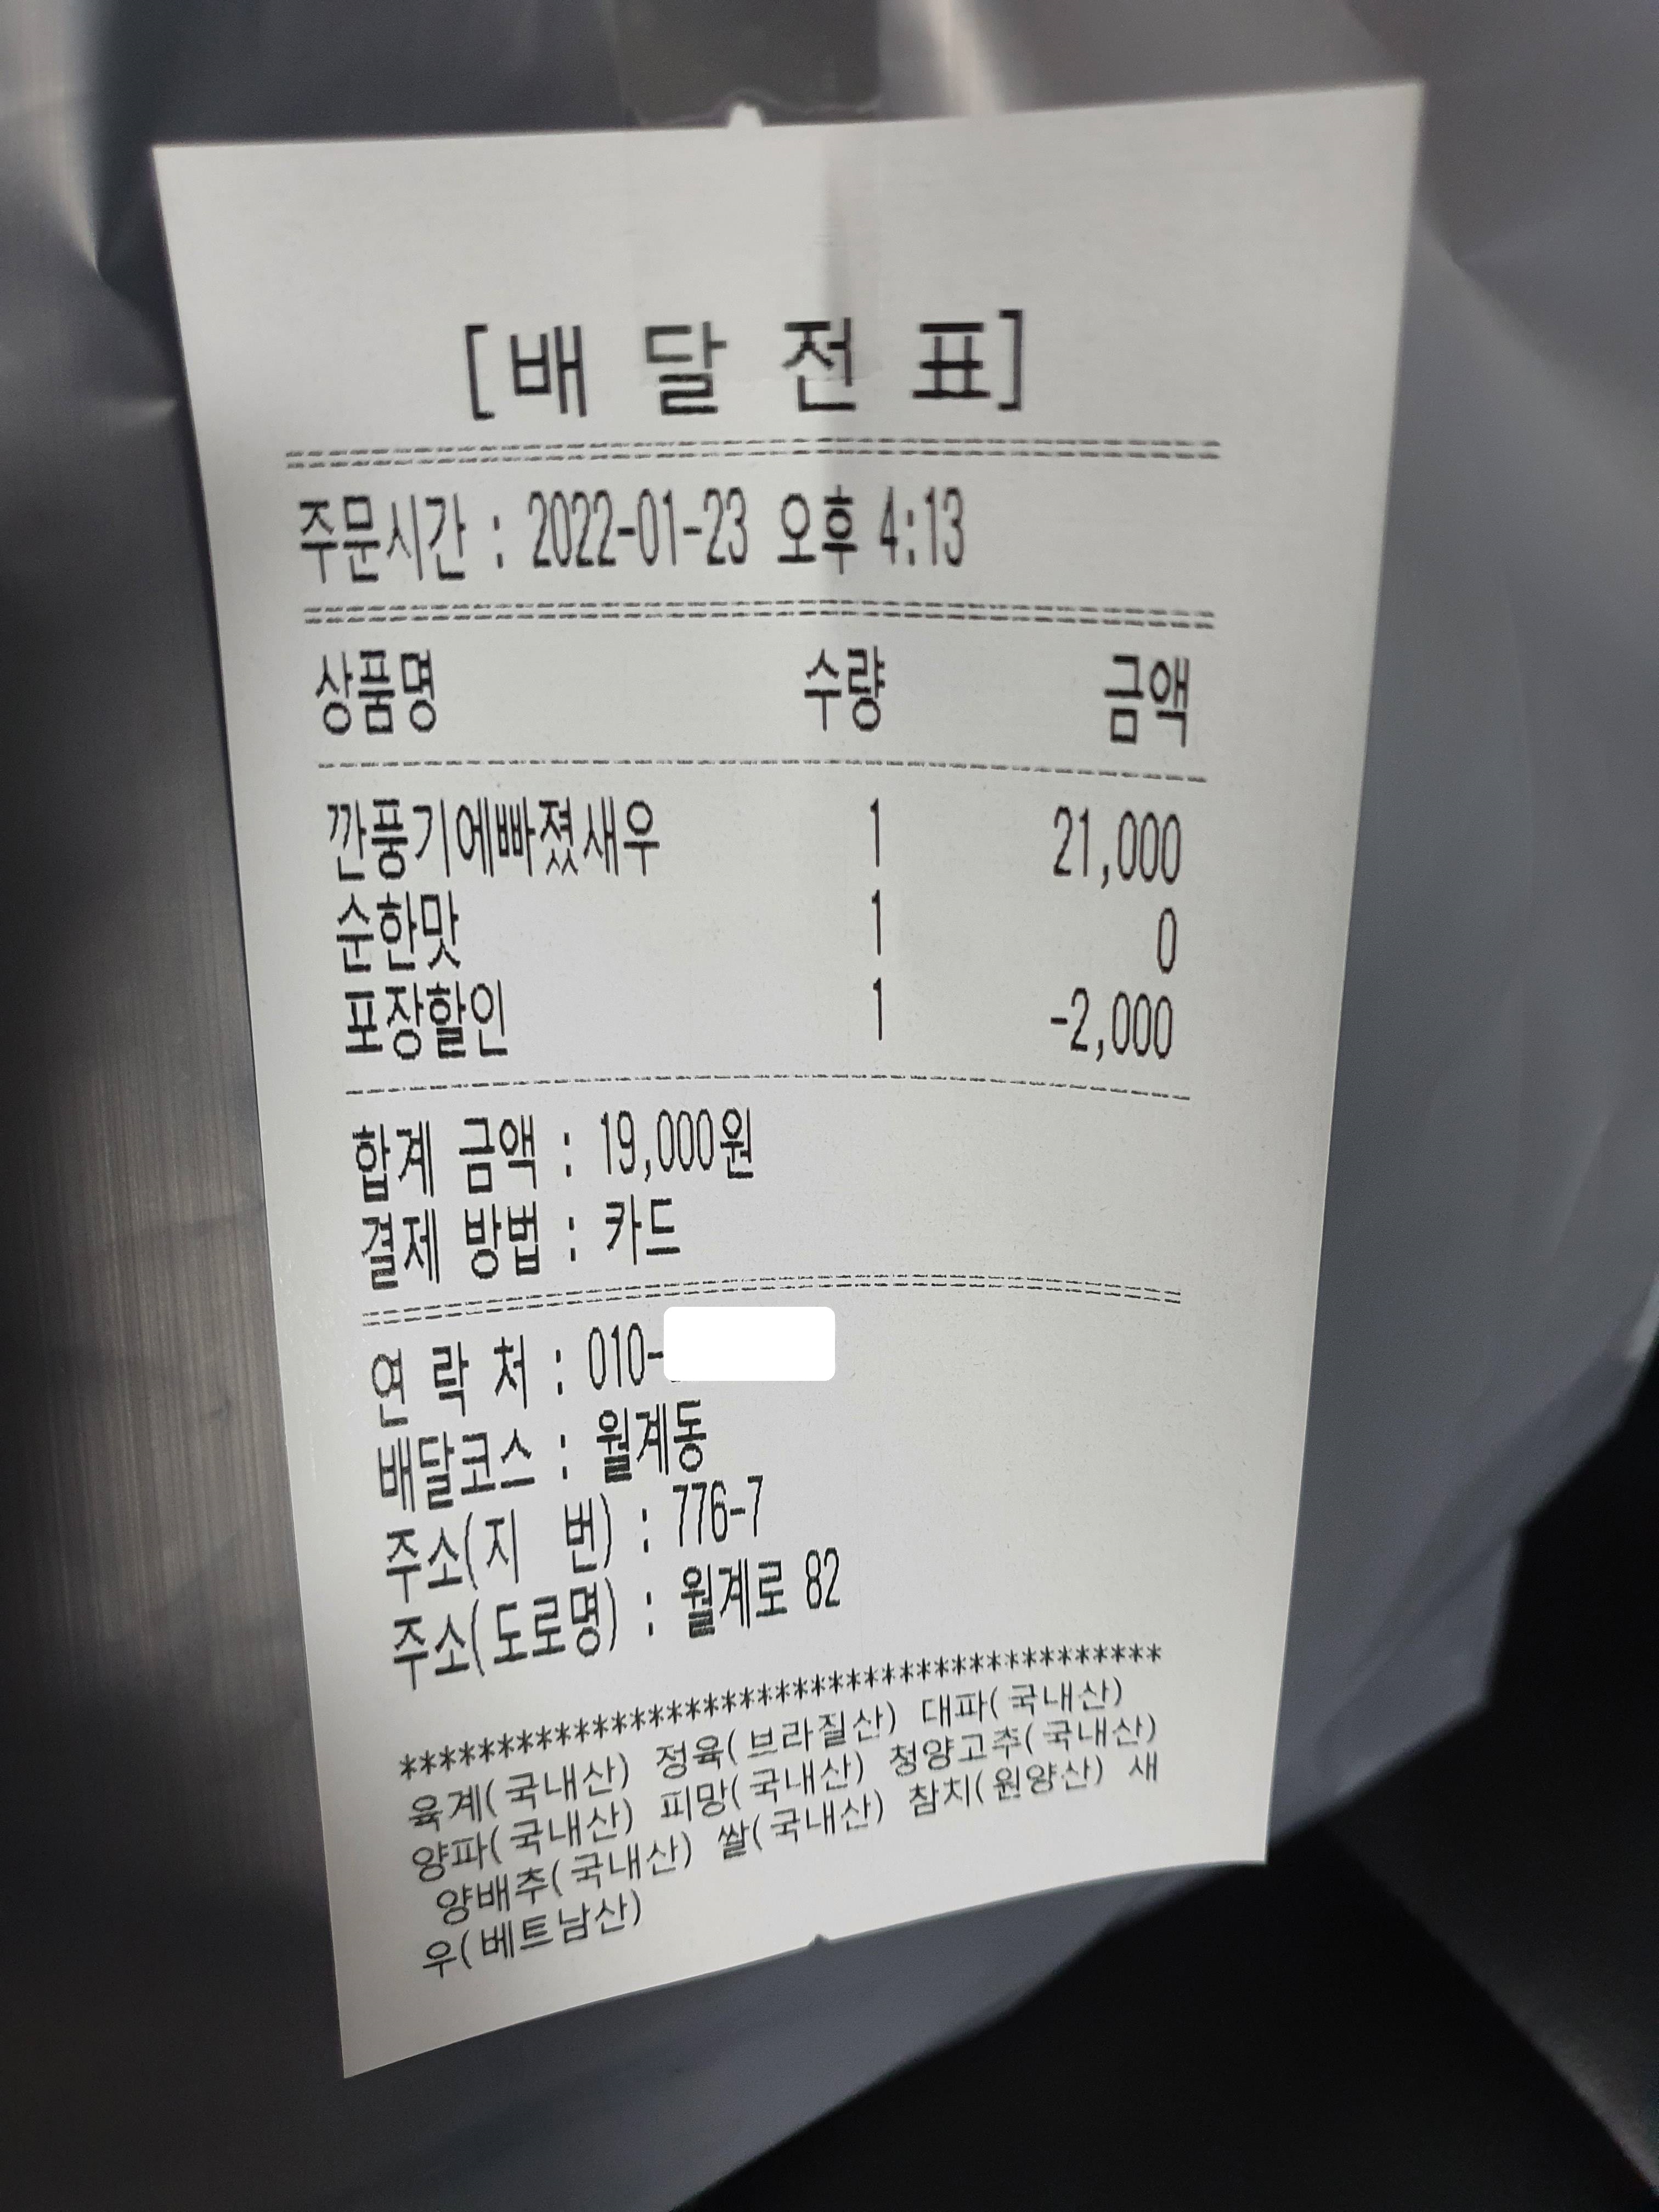 [배 달 전 표]
주문시간 : 2022-01-23 오후 4:13
상품명 수량 금액
깐풍기에빠졌새우 1 21,000
순한맛 1 0
포장할인 1 -2,000
합계 금액 : 19,000원
결제 방법 : 카드
연 락 처 : 010-
배달코스 : 월계동
주소(지 번) : 776-7
주소(도로명) : 월계로 82
**************************************
육계(국내산) 정육(브라질산) 대파(국내산)
양파(국내산) 피망(국내산) 청양고추(국내산)
양배추(국내산) 쌀(국내산) 참치(원양산) 새
우(베트남산)